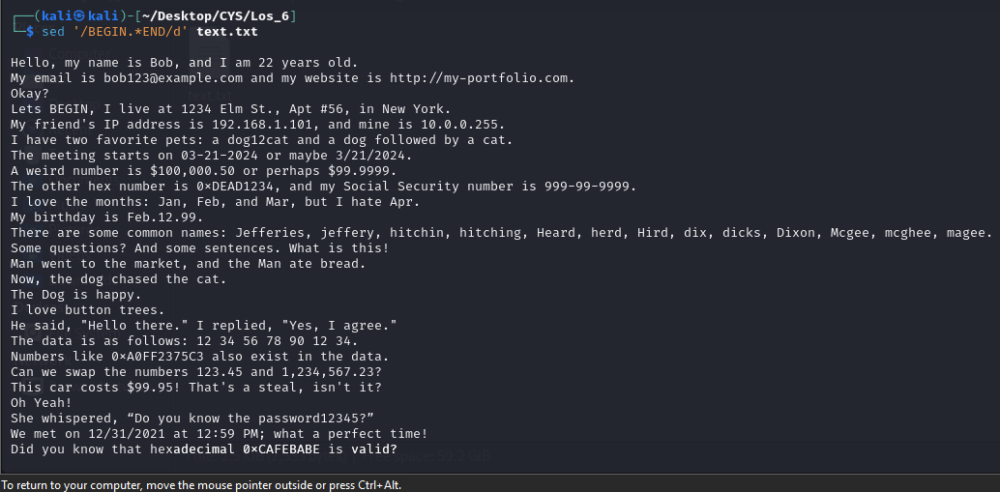 ┌──(kali㉿kali)-[~/Desktop/CYS/Los_6]
└─$ sed '/BEGIN.*END/d' text.txt
Hello, my name is Bob, and I am 22 years old.
My email is bob123@example.com and my website is http://my-portfolio.com.
Okay?
Lets BEGIN, I live at 1234 Elm St., Apt #56, in New York.
My friend's IP address is 192.168.1.101, and mine is 10.0.0.255.
I have two favorite pets: a dog12cat and a dog followed by a cat.
The meeting starts on 03-21-2024 or maybe 3/21/2024.
A weird number is $100,000.50 or perhaps $99.9999.
The other hex number is 0×DEAD1234, and my Social Security number is 999-99-9999.
I love the months: Jan, Feb, and Mar, but I hate Apr.
My birthday is Feb.12.99.
There are some common names: Jefferies, jeffery, hitchin, hitching, Heard, herd, Hird, dix, dicks, Dixon, Mcgee, mcghee, magee.
Some questions? And some sentences. What is this!
Man went to the market, and the Man ate bread.
Now, the dog chased the cat.
The Dog is happy.
I love button trees.
He said, "Hello there." I replied, "Yes, I agree."
The data is as follows: 12 34 56 78 90 12 34.
Numbers like 0×A0FF2375C3 also exist in the data.
Can we swap the numbers 123.45 and 1,234,567.23?
This car costs $99.95! That's a steal, isn't it?
Oh Yeah!
She whispered, “Do you know the password12345?”
We met on 12/31/2021 at 12:59 PM; what a perfect time!
Did you know that hexadecimal 0×CAFEBABE is valid?
To return to your computer, move the mouse pointer outside or press Ctrl+Alt.